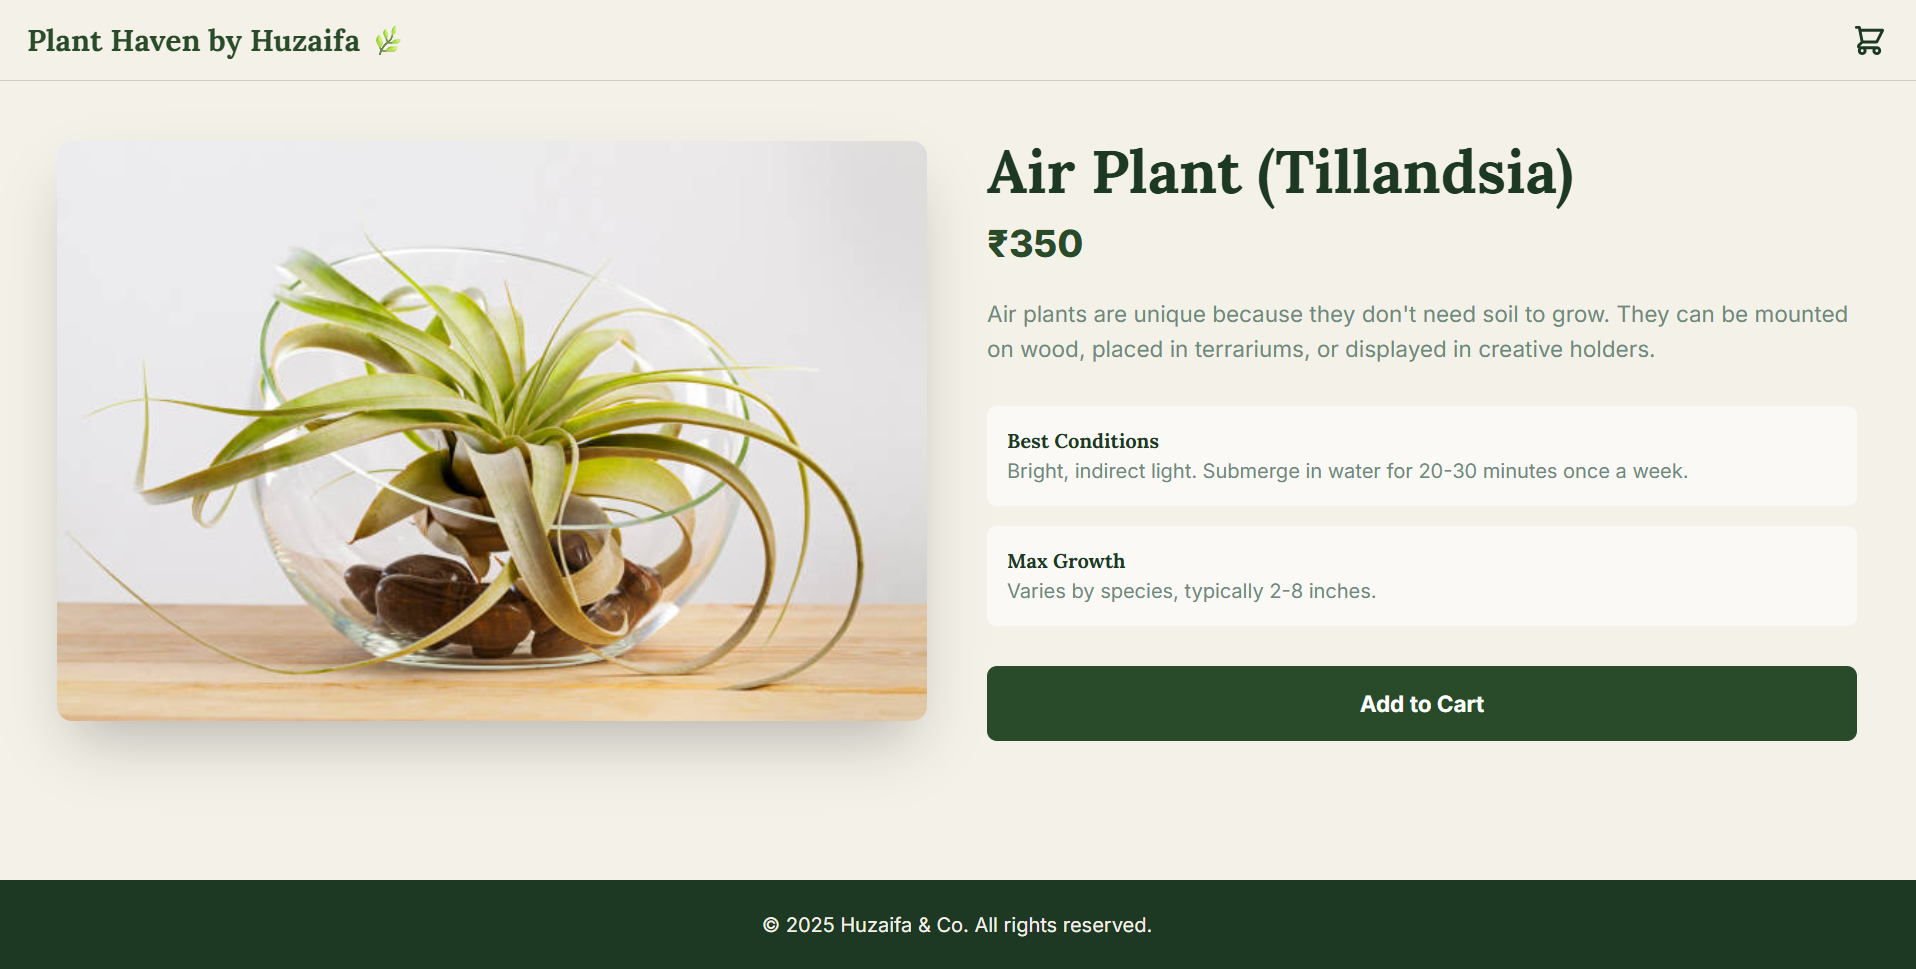 Plant Haven by Huzaifa 🌿
Air Plant (Tillandsia)
₹350
Air plants are unique because they don't need soil to grow. They can be mounted
on wood, placed in terrariums, or displayed in creative holders.
Best Conditions
Bright, indirect light. Submerge in water for 20-30 minutes once a week.
Max Growth
Varies by species, typically 2-8 inches.
Add to Cart
© 2025 Huzaifa & Co. All rights reserved.